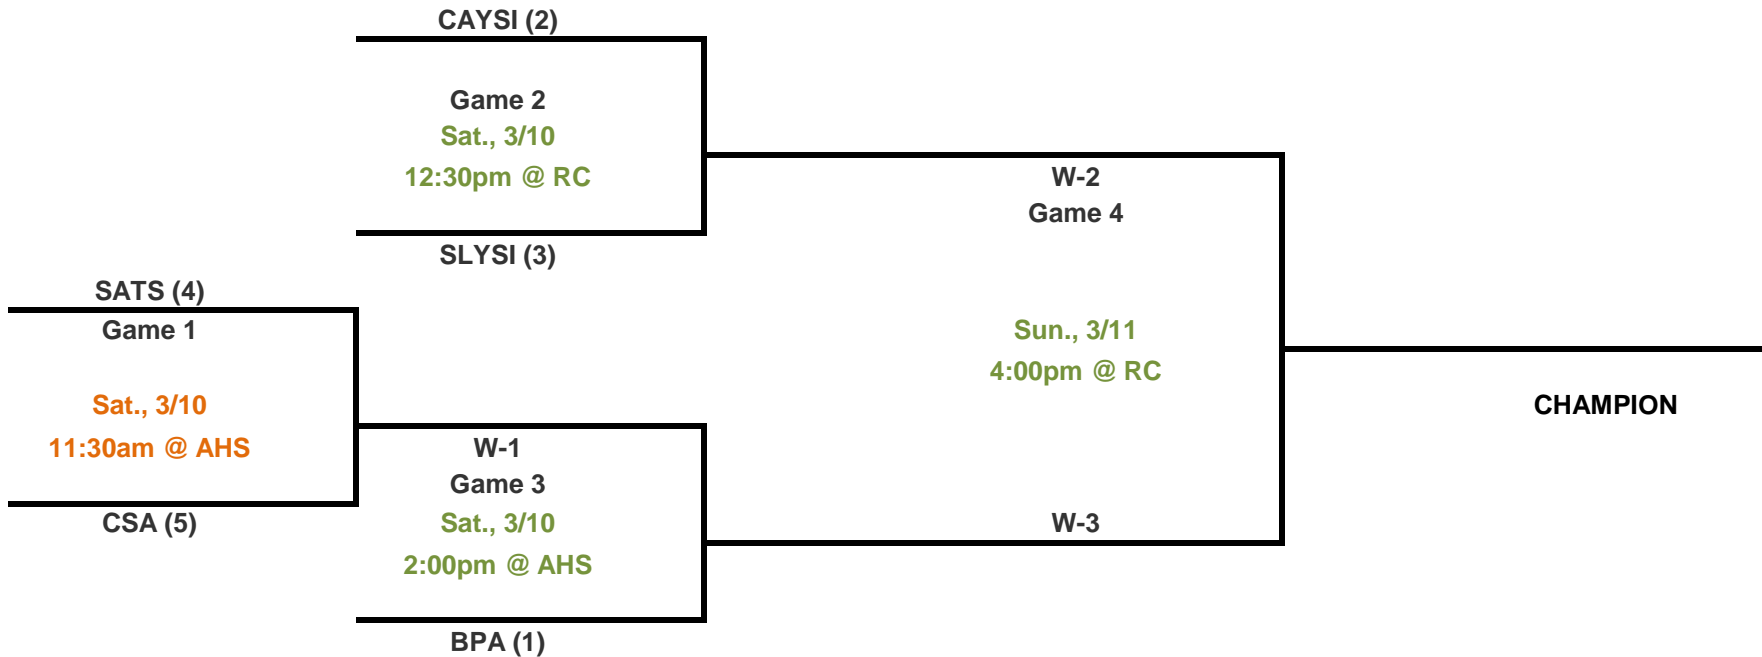 CAYSI (2)
Game 2
Sat., 3/10
12:30pm @ RC
SLYSI (3)
SATS (4)
Game 1
Sat., 3/10
11:30am @ AHS
CSA (5)
W-1
Game 3
Sat., 3/10
2:00pm @ AHS
BPA (1)
W-2
Game 4
Sun., 3/11
4:00pm @ RC
W-3
CHAMPION